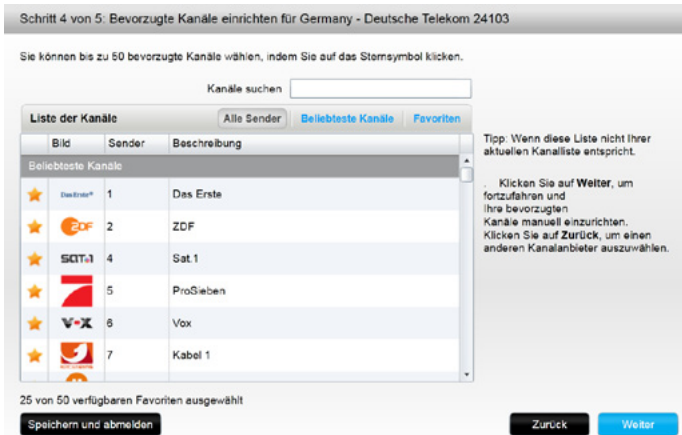 Schritt 4 von 5: Bevorzugte Kanäle einrichten für Germany - Deutsche Telekom 24103
Sie können bis zu 50 bevorzugte Kanäle wählen, indem Sie auf das Sternsymbol klicken.
Kanäle suchen
Liste der Kanäle Alle Sender Beliebteste Kanäle Favoriten
Bild Sender Beschreibung
Beliebteste Kanäle
Das Erste 1 Das Erste
ZDF 2 ZDF
SAT.1 4 Sat.1
5 ProSieben
VOX 6 Vox
7 Kabel 1
25 von 50 verfügbaren Favoriten ausgewählt
Tipp: Wenn diese Liste nicht Ihrer
aktuellen Kanalliste entspricht.
. Klicken Sie auf Weiter, um
fortzufahren und
Ihre bevorzugten
Kanäle manuell einzurichten.
Klicken Sie auf Zurück, um einen
anderen Kanalanbieter auszuwählen.
Speichern und abmelden Zurück Weiter